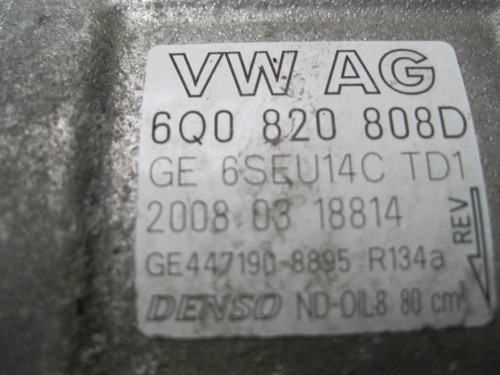 VW AG
6Q0 820 808D
GE 6SEU14C TD1
2008 03 18814
GE447190-8895 R134a
DENSO ND-OIL8 80 cm³
REV